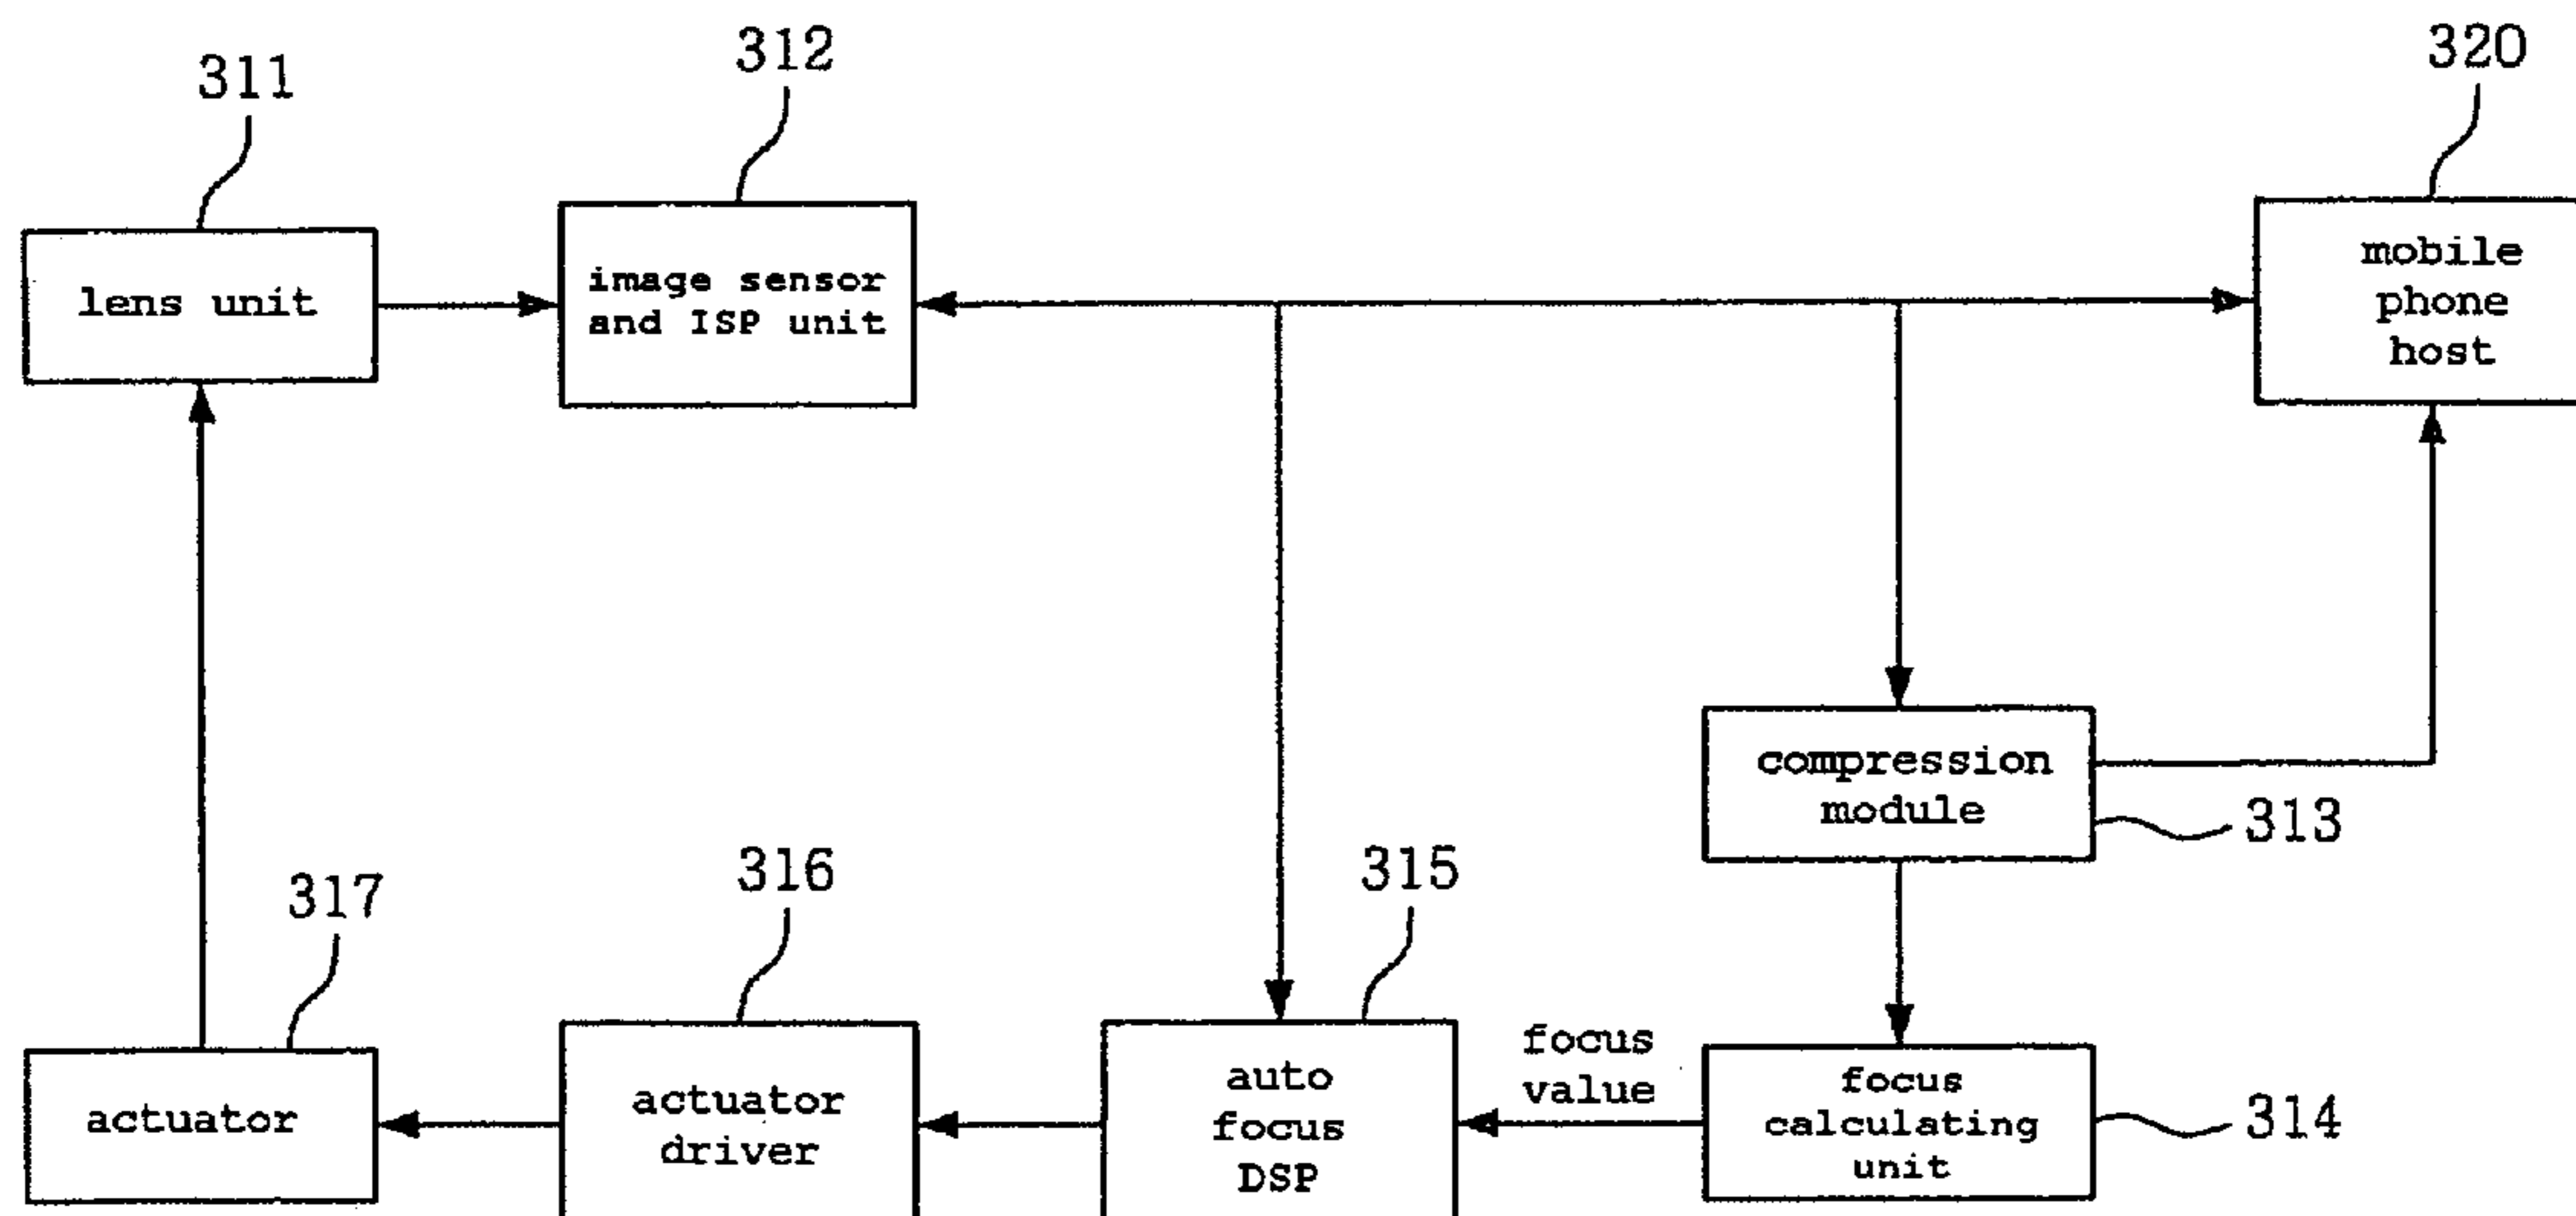 311
312
320
lens unit
image sensor
and ISP unit
mobile
phone
host
compression
module
313
317
316
315
actuator
actuator
driver
auto
focus
DSP
focus
value
focus
calculating
unit
314